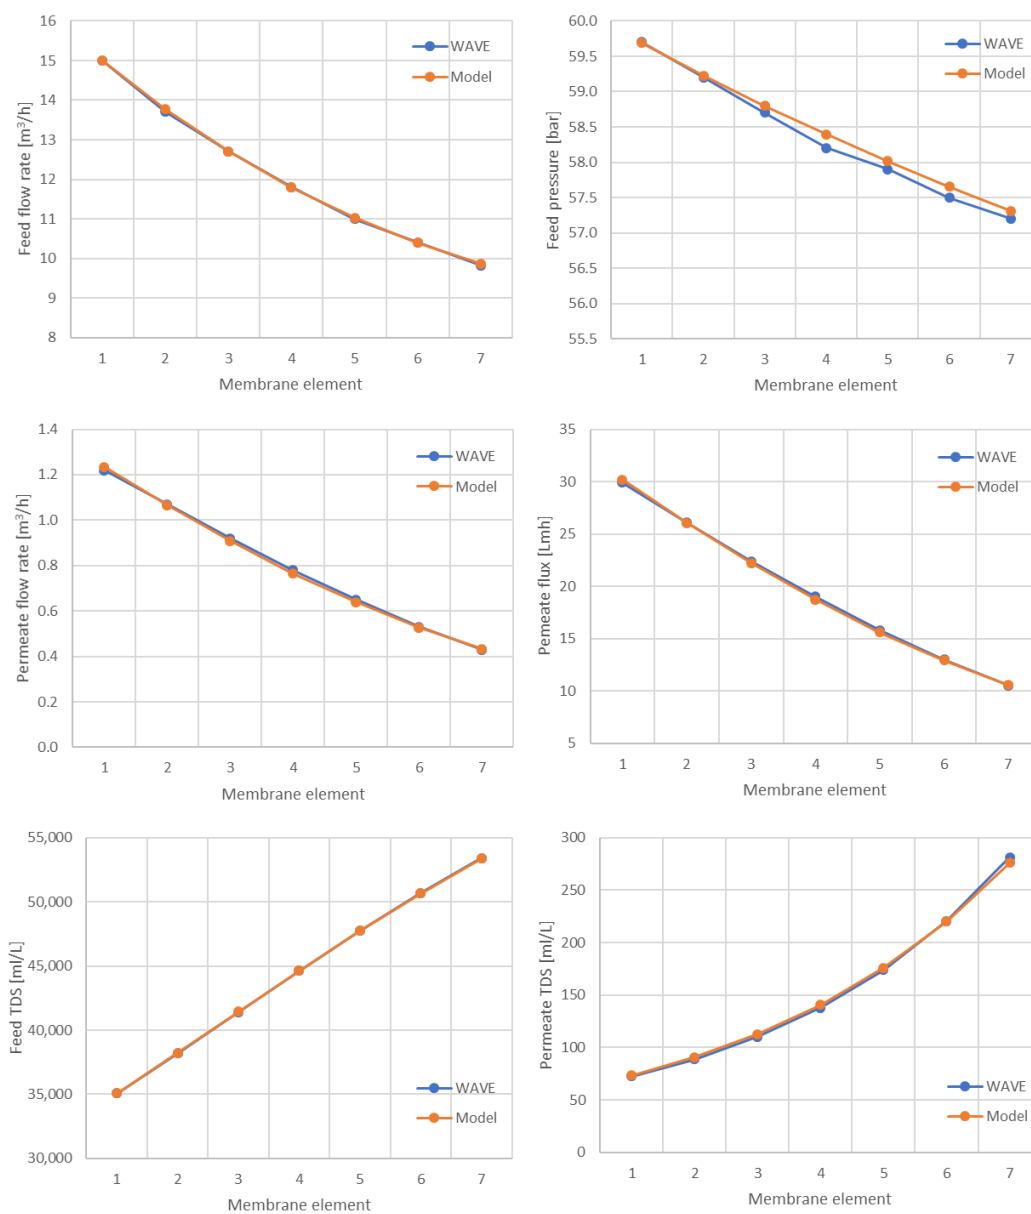 Feed flow rate [m³/h]
16
15
14
13
12
11
10
9
8
WAVE
Model
1 2 3 4 5 6 7
Membrane element
Feed pressure [bar]
60.0
59.5
59.0
58.5
58.0
57.5
57.0
56.5
56.0
55.5
WAVE
Model
1 2 3 4 5 6 7
Membrane element
Permeate flow rate [m³/h]
1.4
1.2
1.0
0.8
0.6
0.4
0.2
0.0
WAVE
Model
1 2 3 4 5 6 7
Membrane element
Pemeate flux [Lmh]
35
30
25
20
15
10
5
WAVE
Model
1 2 3 4 5 6 7
Membrane element
Feed TDS [ml/L]
55,000
50,000
45,000
40,000
35,000
30,000
WAVE
Model
1 2 3 4 5 6 7
Membrane element
Permeate TDS [ml/L]
300
250
200
150
100
50
0
WAVE
Model
1 2 3 4 5 6 7
Membrane element